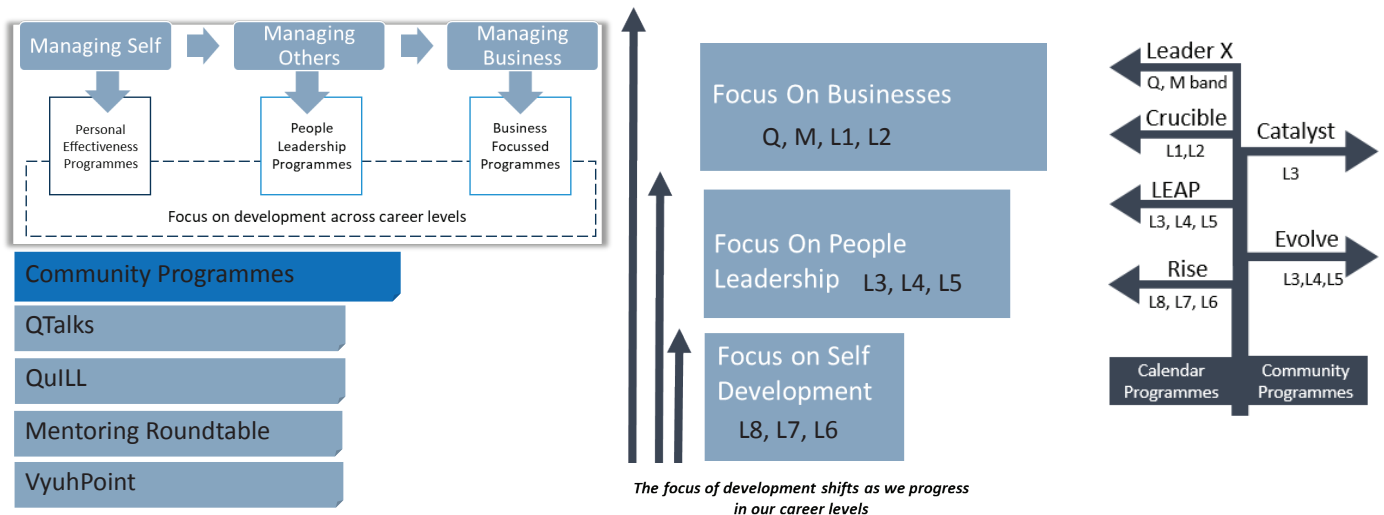 Managing Self
Managing
Others
Managing
Business
Personal
Effectiveness
Programmes
People
Leadership
Programmes
Business
Focussed
Programmes
Focus on development across career levels
Community Programmes
QTalks
QuILL
Mentoring Roundtable
VyuhPoint
Focus On Businesses
Q, M, L1, L2
Focus On People
Leadership L3, L4, L5
Focus on Self
Development
L8, L7, L6
The focus of development shifts as we progress
in our career levels
Leader X
Q, M band
Crucible
L1,L2
LEAP
L3, L4, L5
Rise
L8, L7, L6
Catalyst
L3
Evolve
L3,L4,L5
Calendar
Programmes
Community
Programmes